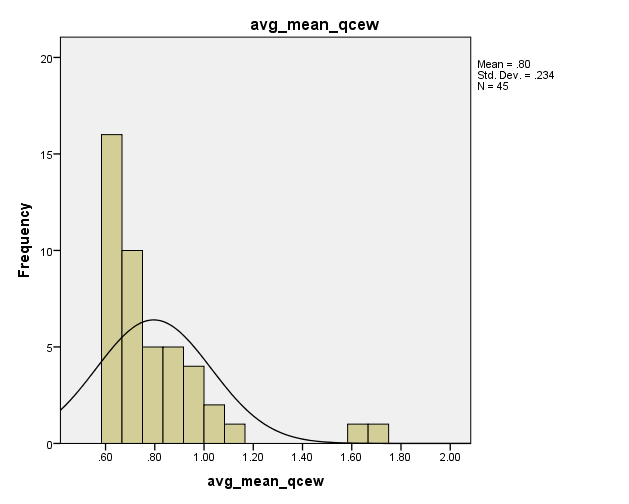 avg_mean_qcew
Mean = .80
Std. Dev. = .234
N = 45
Frequency
20
15
10
5
0
.60 .80 1.00 1.20 1.40 1.60 1.80 2.00
avg_mean_qcew